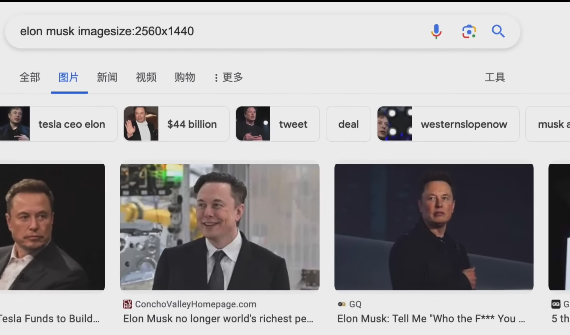 elon musk imagesize:2560x1440
全部 图片 新闻 视频 购物 更多 工具
tesla ceo elon $44 billion tweet deal westernslopenow musk a
ConchoValleyHomepage.com GQ G
Tesla Funds to Build... Elon Musk no longer world's richest pe... Elon Musk: Tell Me "Who the F*** You ... 5 th